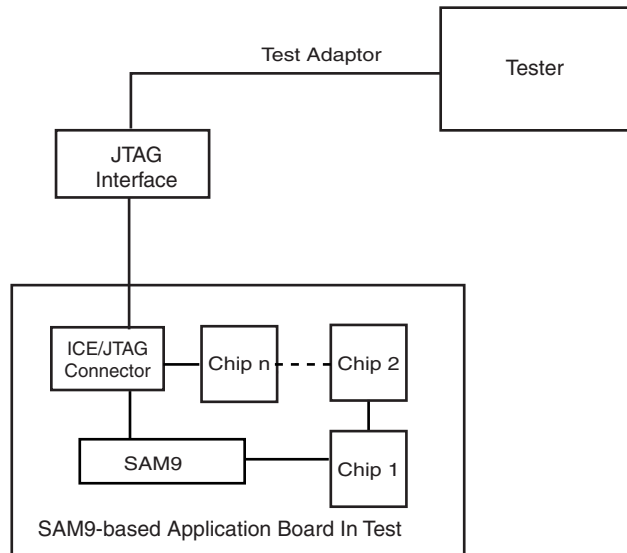 Test Adaptor
Tester
JTAG
Interface
ICE/JTAG
Connector
Chip n
Chip 2
SAM9
Chip 1
SAM9-based Application Board In Test